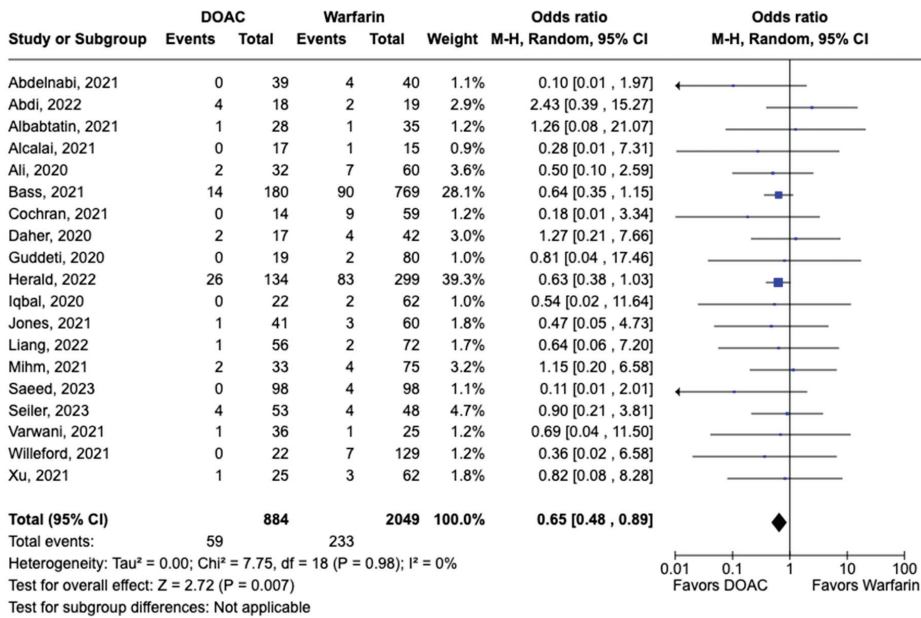 DOAC Warfarin Odds ratio Odds ratio
Study or Subgroup Events Total Events Total Weight M-H, Random, 95% CI M-H, Random, 95% CI
Abdelnabi, 2021 0 39 4 40 1.1% 0.10 [0.01 , 1.97]
Abdi, 2022 4 18 2 19 2.9% 2.43 [0.39 , 15.27]
Albabtatin, 2021 1 28 1 35 1.2% 1.26 [0.08 , 21.07]
Alcalai, 2021 0 17 1 15 0.9% 0.28 [0.01 , 7.31]
Ali, 2020 2 32 7 60 3.6% 0.50 [0.10 , 2.59]
Bass, 2021 14 180 90 769 28.1% 0.64 [0.35 , 1.15]
Cochran, 2021 0 14 9 59 1.2% 0.18 [0.01 , 3.34]
Daher, 2020 2 17 4 42 3.0% 1.27 [0.21 , 7.66]
Guddeti, 2020 0 19 2 80 1.0% 0.81 [0.04 , 17.46]
Herald, 2022 26 134 83 299 39.3% 0.63 [0.38 , 1.03]
Iqbal, 2020 0 22 2 62 1.0% 0.54 [0.02 , 11.64]
Jones, 2021 1 41 3 60 1.8% 0.47 [0.05 , 4.73]
Liang, 2022 1 56 2 72 1.7% 0.64 [0.06 , 7.20]
Mihm, 2021 2 33 4 75 3.2% 1.15 [0.20 , 6.58]
Saeed, 2023 0 98 4 98 1.1% 0.11 [0.01 , 2.01]
Seiler, 2023 4 53 4 48 4.7% 0.90 [0.21 , 3.81]
Varwani, 2021 1 36 1 25 1.2% 0.69 [0.04 , 11.50]
Willeford, 2021 0 22 7 129 1.2% 0.36 [0.02 , 6.58]
Xu, 2021 1 25 3 62 1.8% 0.82 [0.08 , 8.28]
Total (95% CI) 884 2049 100.0% 0.65 [0.48 , 0.89]
Total events: 59 233
Heterogeneity: Tau² = 0.00; Chi² = 7.75, df = 18 (P = 0.98); I² = 0%
Test for overall effect: Z = 2.72 (P = 0.007)
Test for subgroup differences: Not applicable
0.01 0.1 1 10 100
Favors DOAC Favors Warfarin